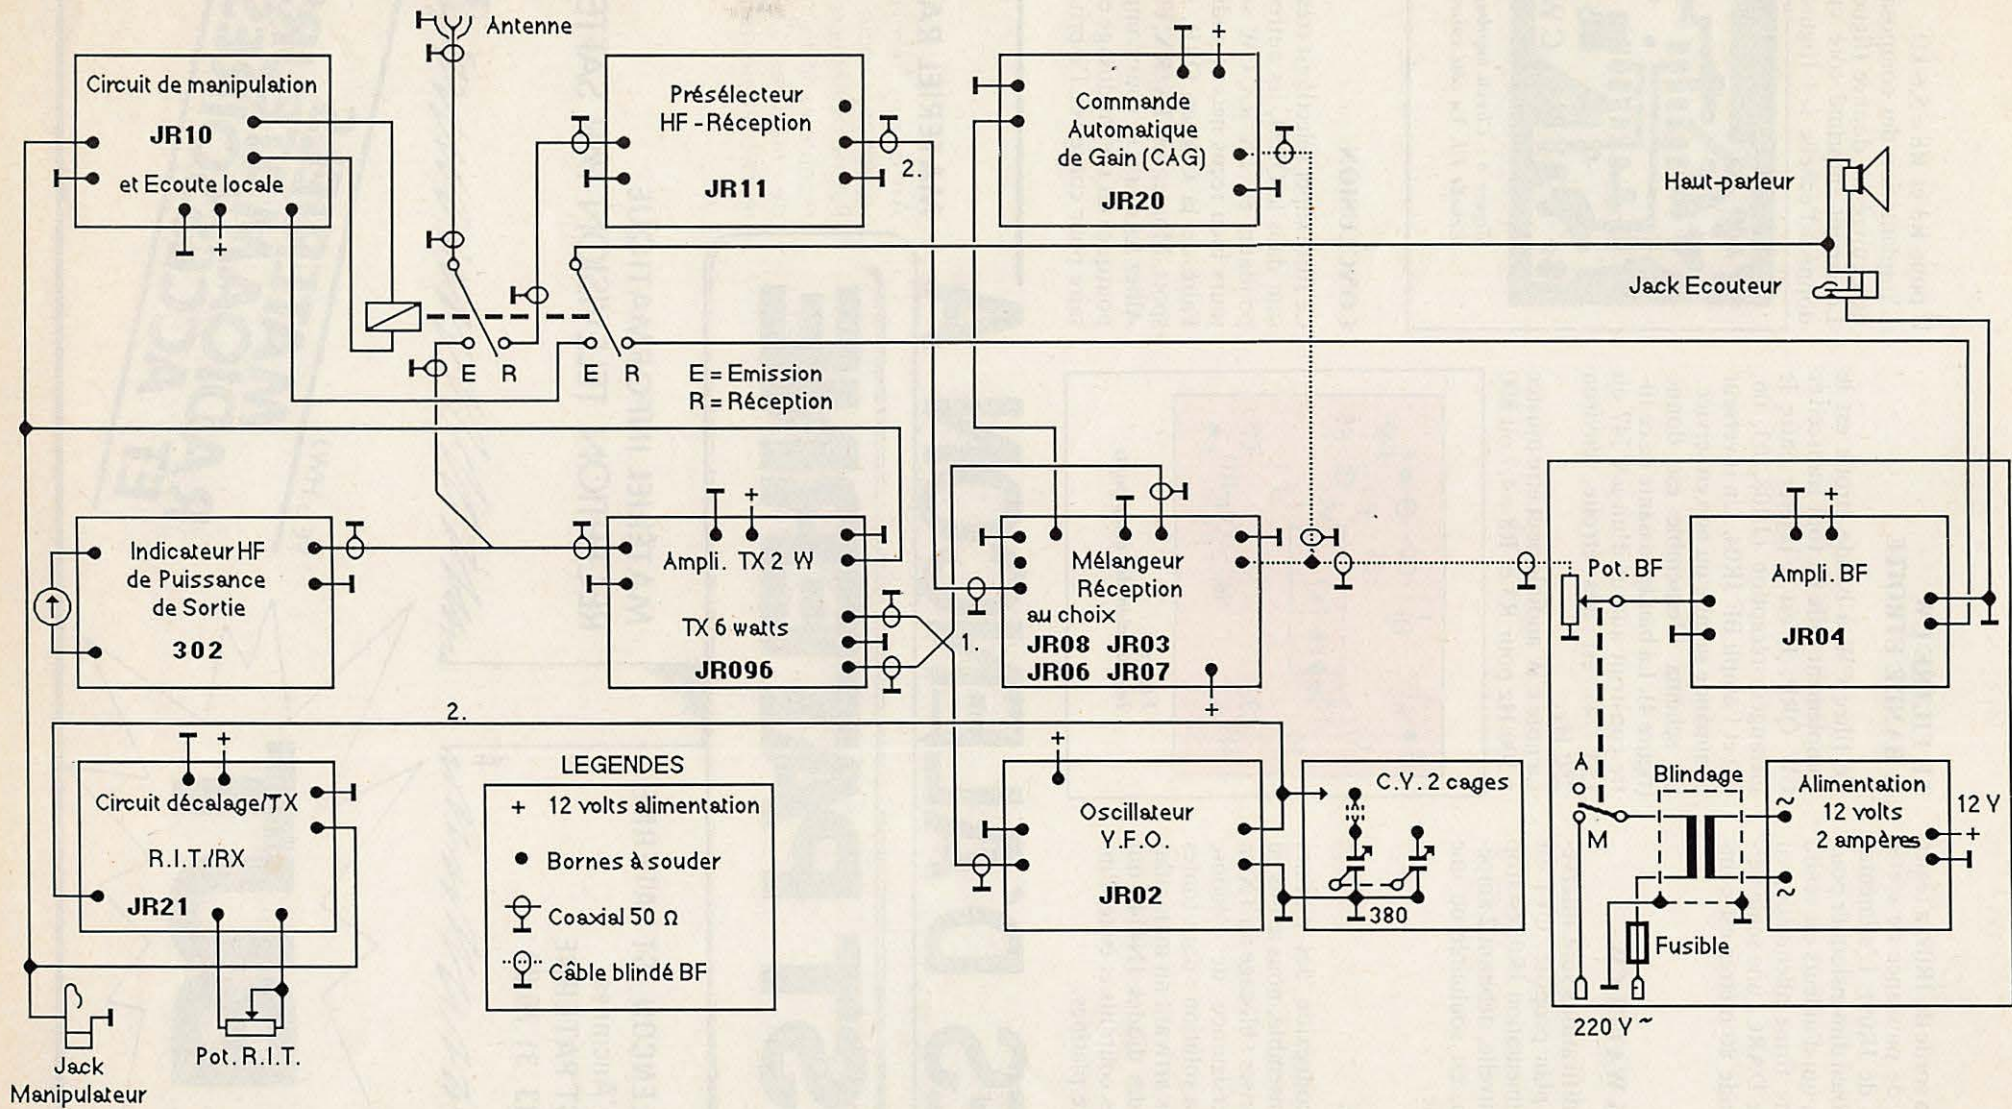 Antenne
Circuit de manipulation
JR10
et Ecoute locale
+
Présélecteur
HF - Réception
JR11
2.
+
Commande
Automatique
de Gain (CAG)
JR20
Haut-parleur
Jack Ecouteur
E R
E R
E = Emission
R = Réception
Indicateur HF
de Puissance
de Sortie
302
+
Ampli. TX 2 W
TX 6 watts
JR096
1.
Mélangeur
Réception
au choix
JR08 JR03
JR06 JR07
+
Pot. BF
+
Ampli. BF
JR04
2.
+
Circuit décalage/TX
R.I.T./RX
JR21
Pot. R.I.T.
Jack
Manipulateur
LEGENDES
+ 12 volts alimentation
Bornes à souder
Coaxial 50 Ω
Câble blindé BF
+
Oscillateur
V.F.O.
JR02
C.V. 2 cages
380
A
M
Blindage
Fusible
220 V ~
~
~
Alimentation
12 volts
2 ampères
12 V
+